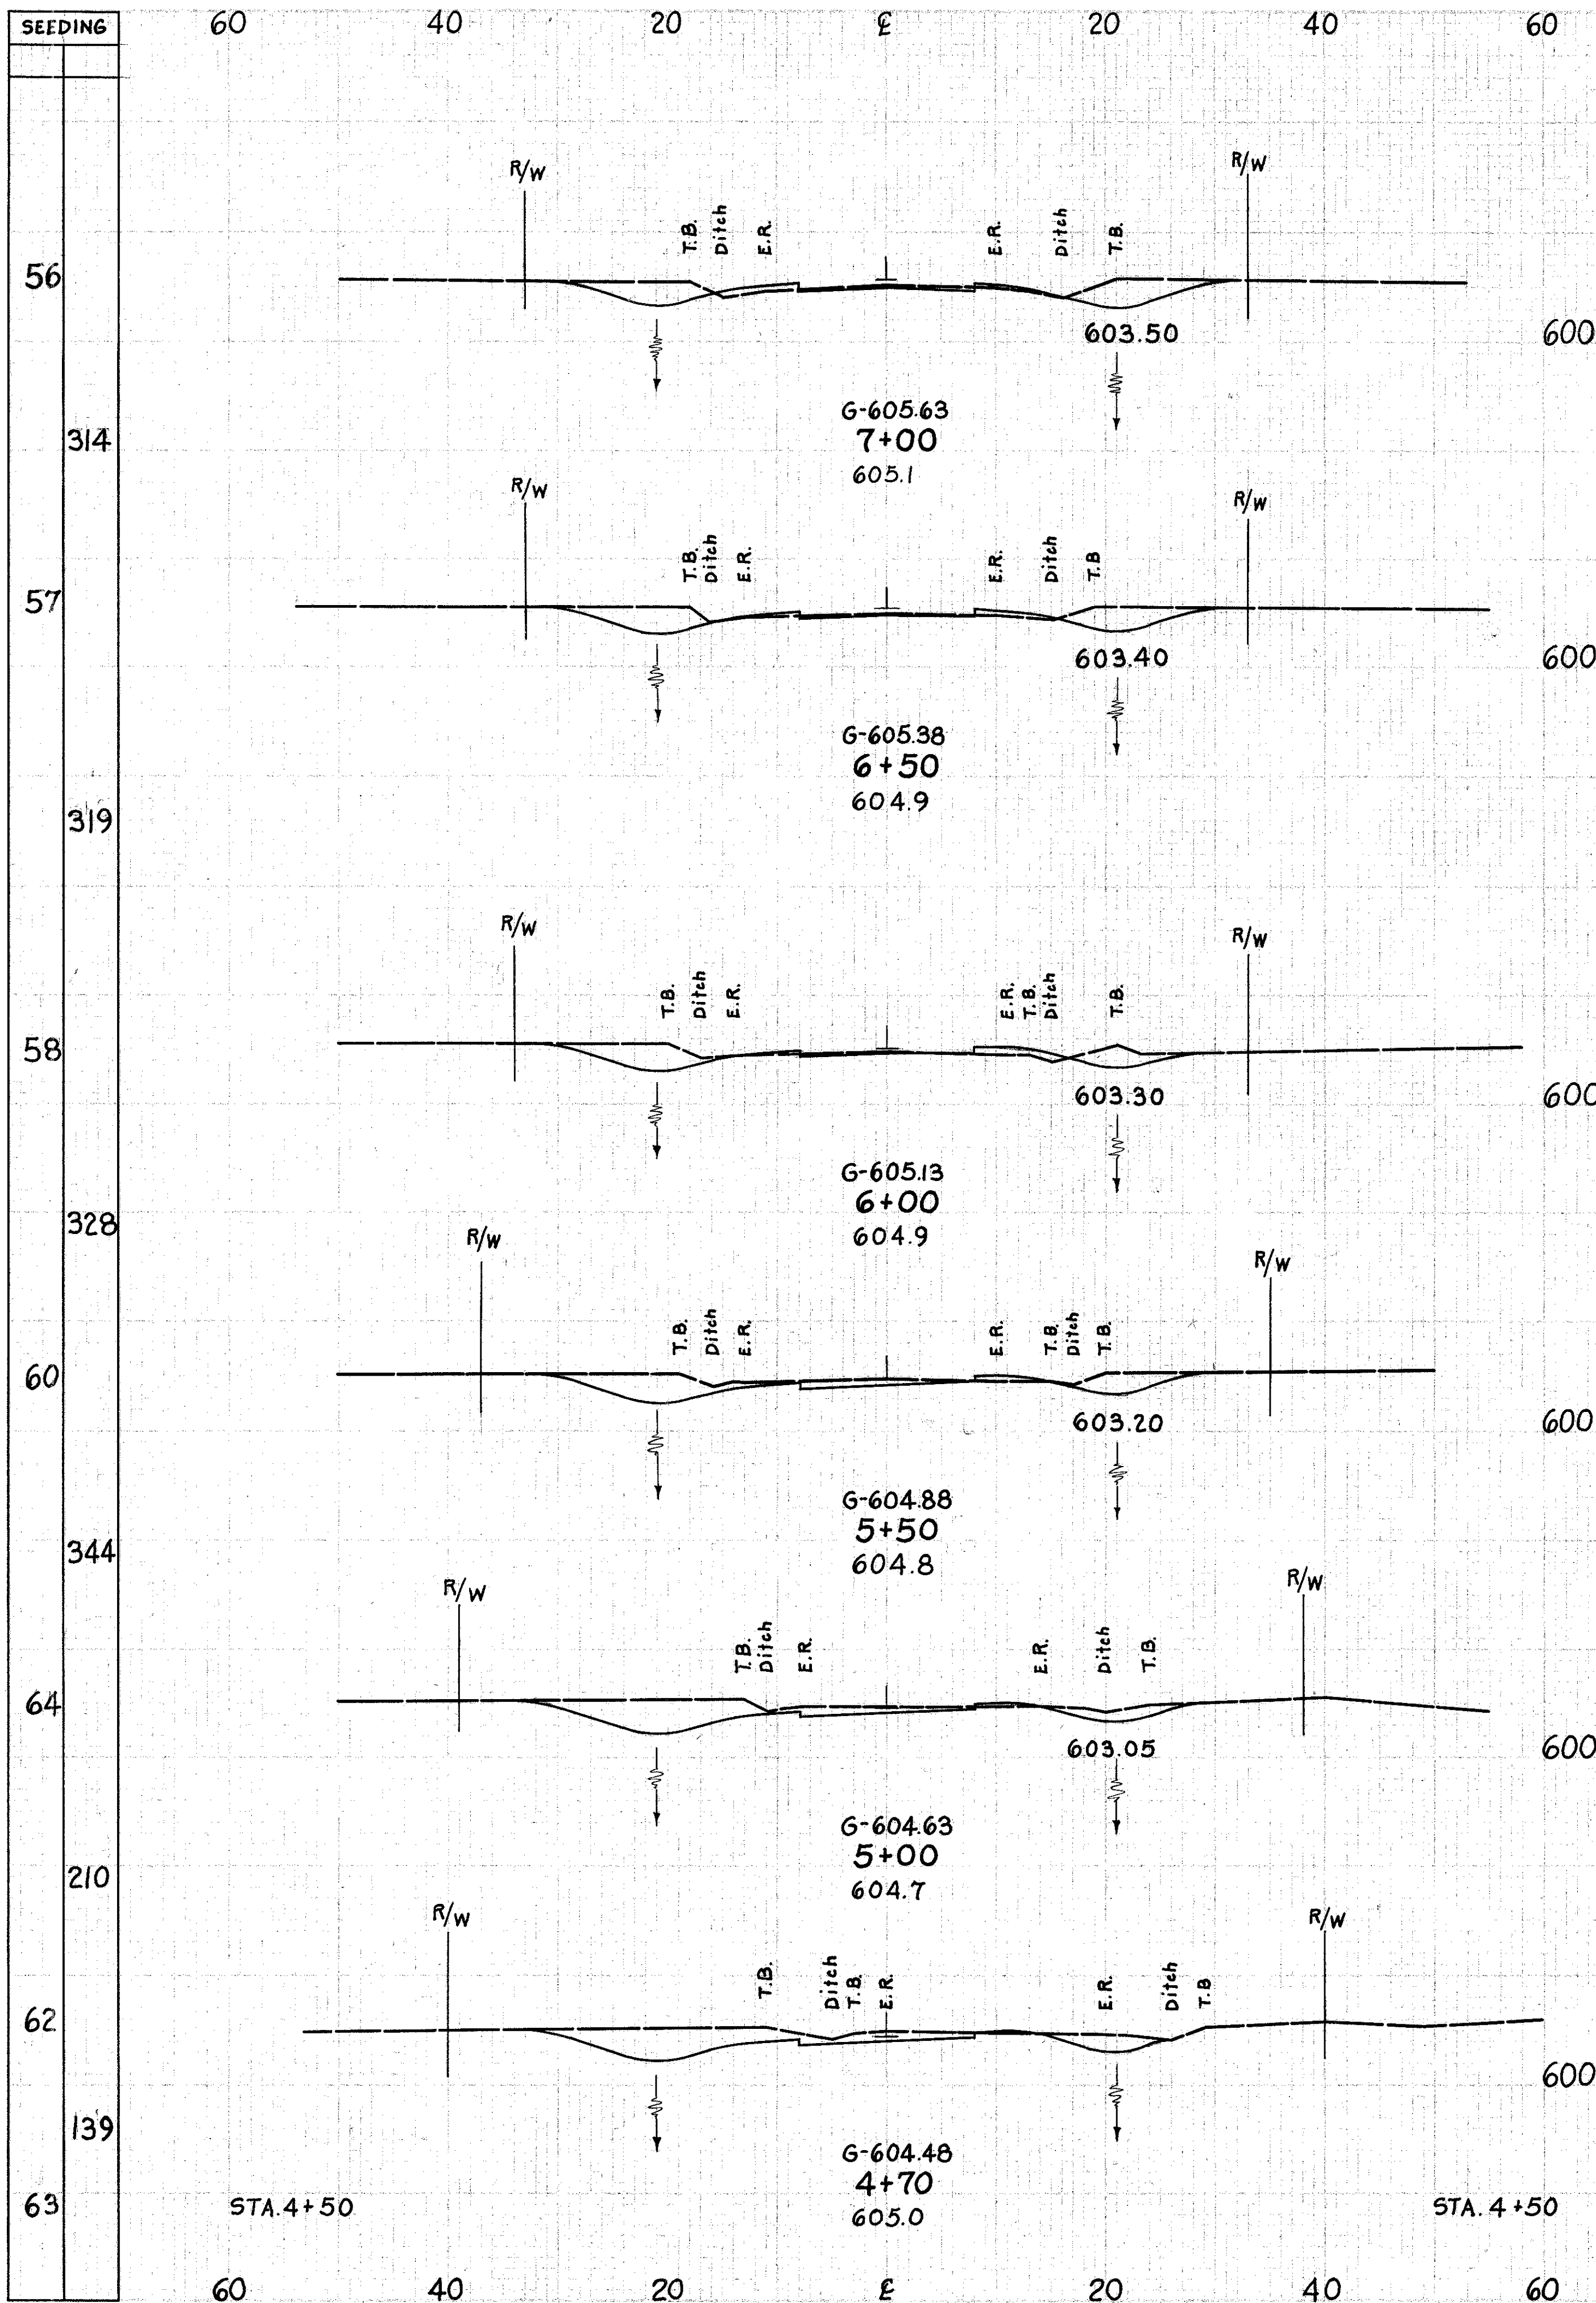 SEEDING 60 40 20 ℄ 20 40 60
R/W R/W
T.B. Ditch E.R. E.R. Ditch T.B.
56
603.50 600
G-605.63
314 7+00
605.1
R/W R/W
T.B. Ditch E.R. E.R. Ditch T.B
57
603.40 600
G-605.38
6+50
604.9
319
R/W R/W
T.B. Ditch E.R. E.R. T.B. Ditch T.B.
58
603.30 600
G-605.13
6+00
328 604.9
R/W R/W
T.B. Ditch E.R. E.R. T.B. Ditch T.B.
60
603.20 600
G-604.88
5+50
344 604.8
R/W R/W
T.B. Ditch E.R. E.R. Ditch T.B.
64
603.05 600
G-604.63
5+00
210 604.7
R/W R/W
T.B. Ditch T.B. E.R. E.R. Ditch T.B
62
600
139
G-604.48
4+70
63 STA.4+50 605.0 STA.4+50
60 40 20 ℄ 20 40 60